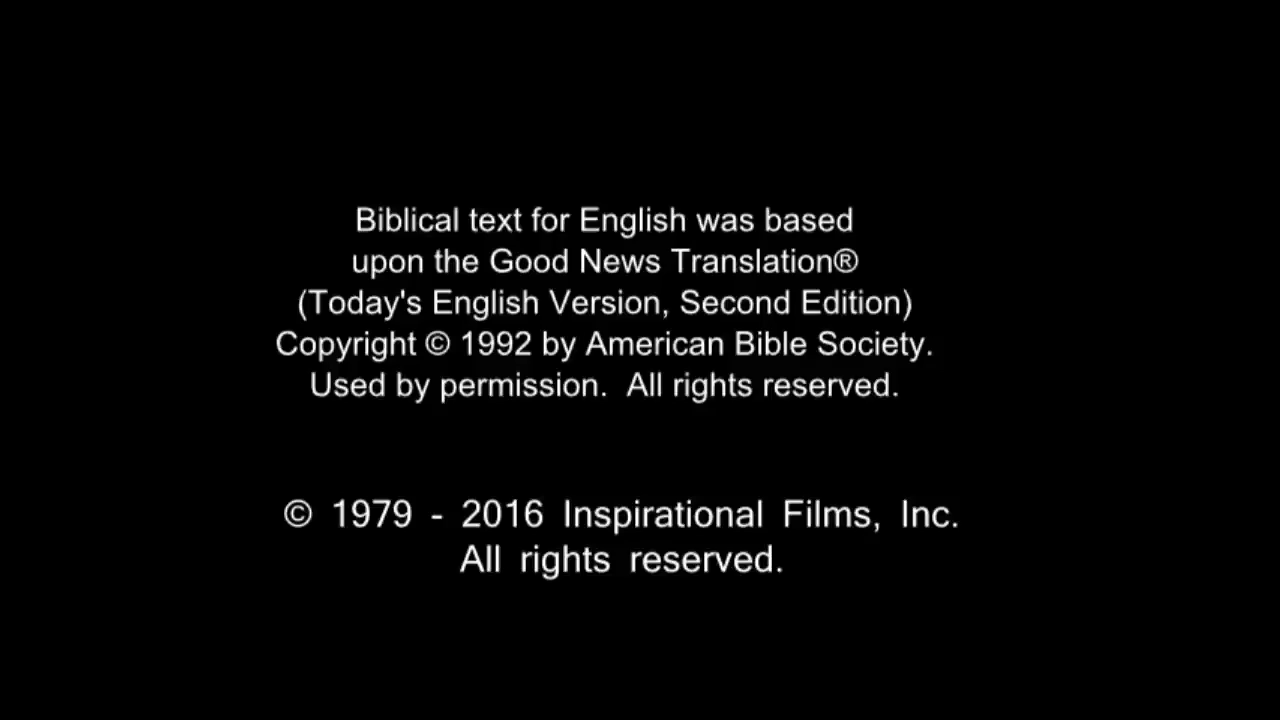 Biblical text for English was based
upon the Good News Translation®
(Today's English Version, Second Edition)
Copyright © 1992 by American Bible Society.
Used by permission.  All rights reserved.
© 1979 - 2016 Inspirational Films, Inc.
All rights reserved.